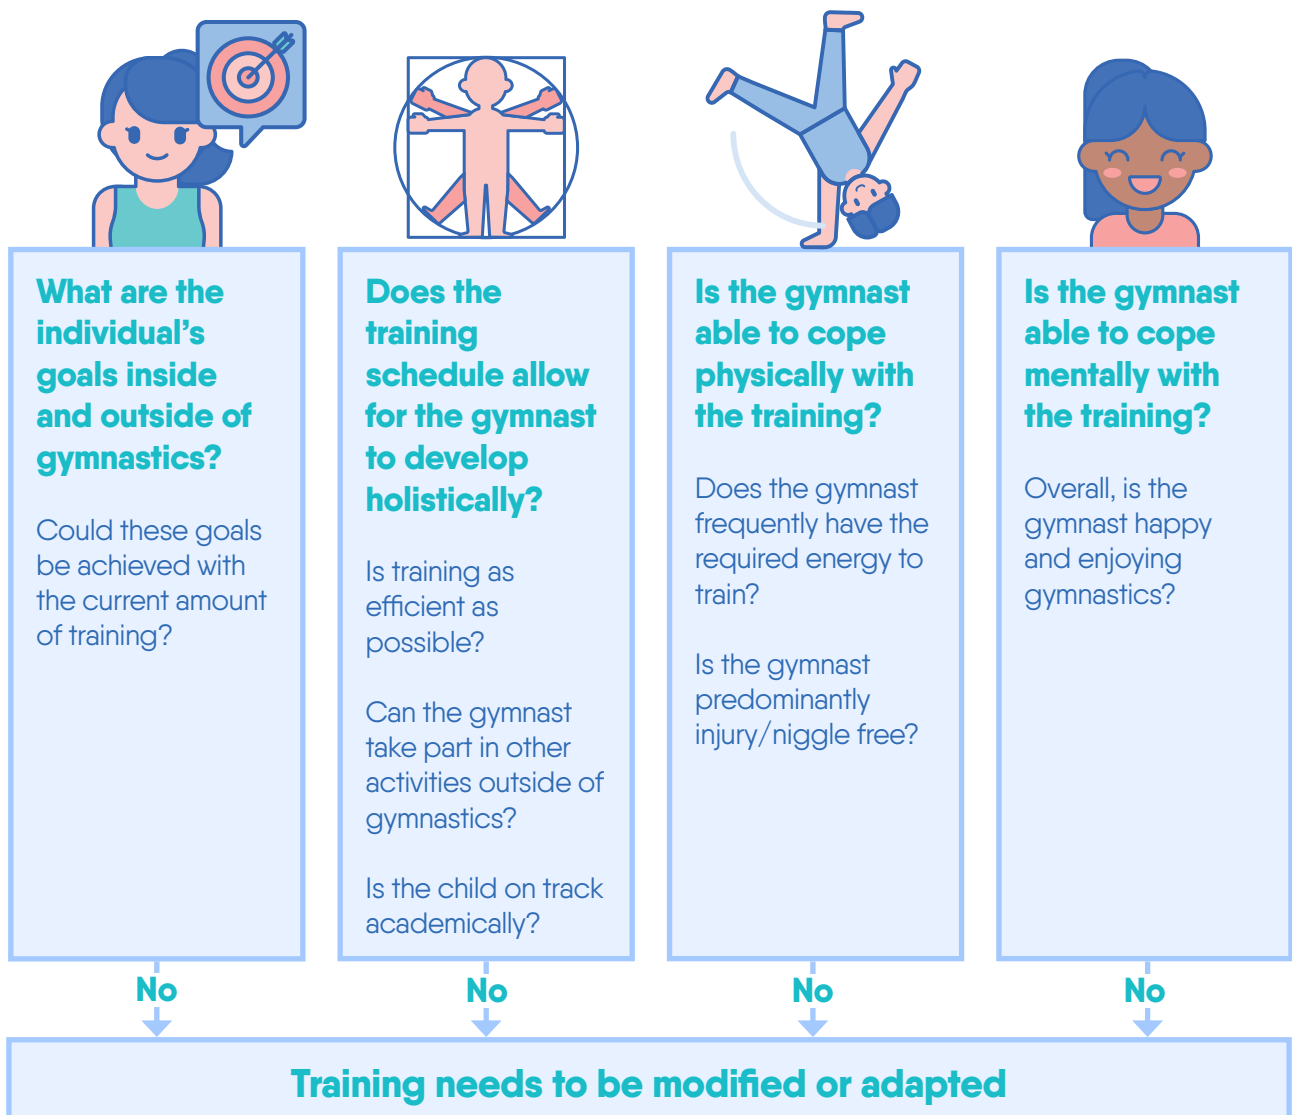 What are the
individual’s
goals inside
and outside of
gymnastics?
Could these goals
be achieved with
the current amount
of training?
Does the
training
schedule allow
for the gymnast
to develop
holistically?
Is training as
efficient as
possible?
Can the gymnast
take part in other
activities outside of
gymnastics?
Is the child on track
academically?
Is the gymnast
able to cope
physically with
the training?
Does the gymnast
frequently have the
required energy to
train?
Is the gymnast
predominantly
injury/niggle free?
Is the gymnast
able to cope
mentally with
the training?
Overall, is the
gymnast happy
and enjoying
gymnastics?
No
No
No
No
Training needs to be modified or adapted